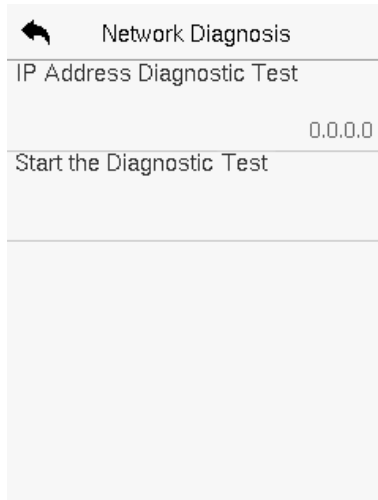 Network Diagnosis
IP Address Diagnostic Test
0.0.0.0
Start the Diagnostic Test